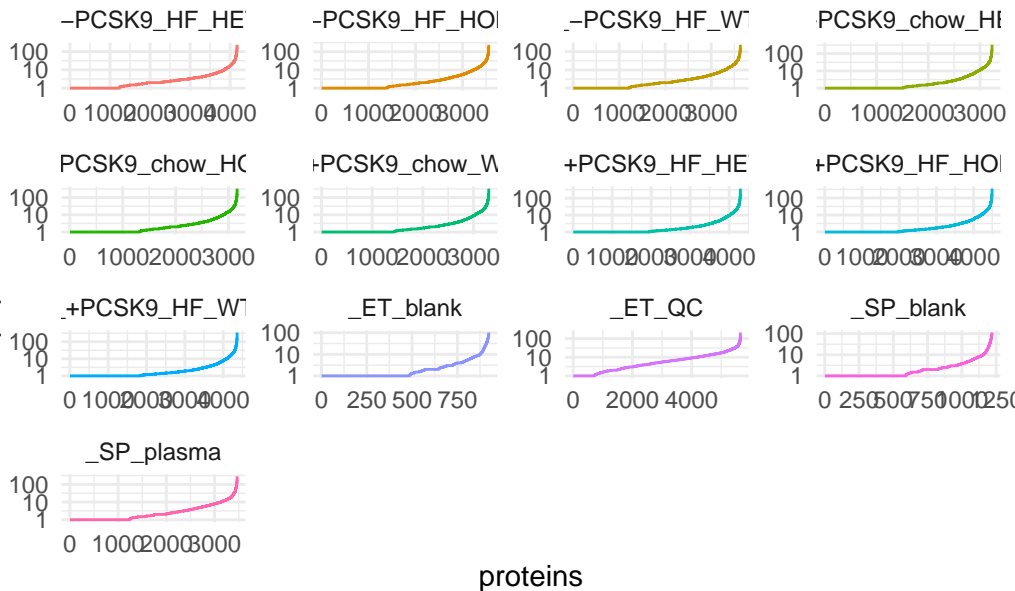 –PCSK9_HF_HE –PCSK9_HF_HO _–PCSK9_HF_WT PCSK9_chow_HE
100 100 100 100
10 10 10 10
1 1 1 1
0 1000 2000 3000 4000 0 1000 2000 3000 0 1000 2000 3000 0 1000 2000 3000
PCSK9_chow_HO +PCSK9_chow_W +PCSK9_HF_HE +PCSK9_HF_HO
100 100 100 100
10 10 10 10
1 1 1 1
0 1000 2000 3000 0 1000 2000 3000 0 1000 2000 3000 4000 0 1000 2000 3000 4000
_+PCSK9_HF_WT _ET_blank _ET_QC _SP_blank
100 100 100 100
10 10 10 10
1 1 1 1
0 1000 2000 3000 4000 0 250 500 750 0 2000 4000 0 250 500 750 1000 1250
_SP_plasma
100
10
1
0 1000 2000 3000
proteins